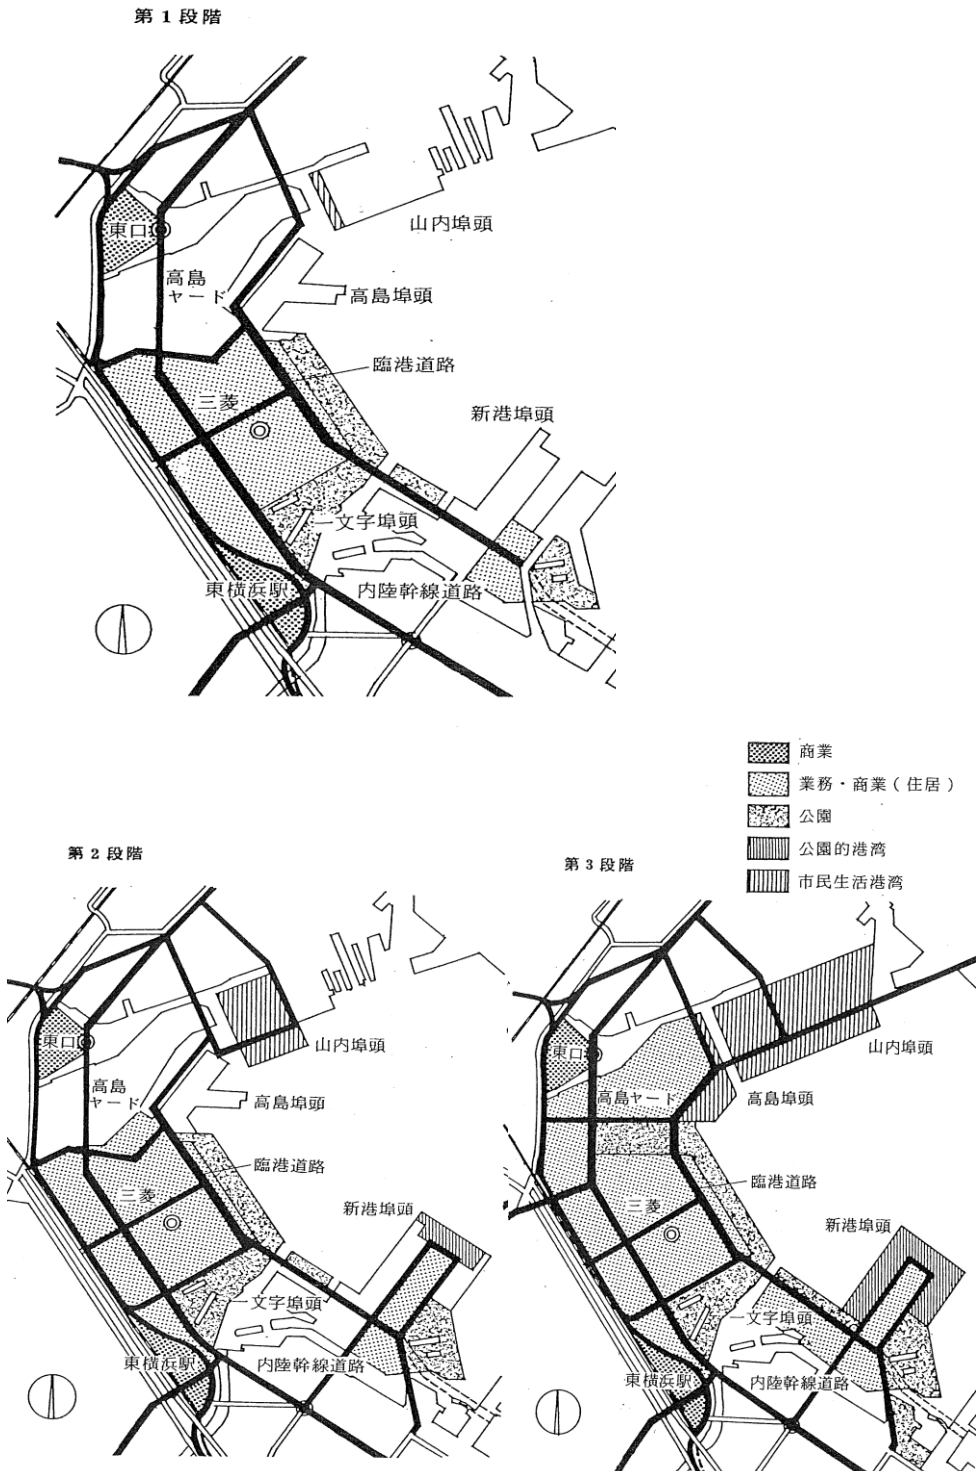 第1段階
山内埠頭
東口
高島
ヤード
高島埠頭
臨港道路
三菱
新港埠頭
一文字埠頭
東横浜駅
内陸幹線道路
商業
業務・商業(住居)
公園
公園的港湾
市民生活港湾
第2段階
東口
山内埠頭
高島
ヤード
高島埠頭
臨港道路
三菱
新港埠頭
一文字埠頭
東横浜駅
内陸幹線道路
第3段階
東口
山内埠頭
高島ヤード
高島埠頭
臨港道路
三菱
新港埠頭
一文字埠頭
東横浜駅
内陸幹線道路